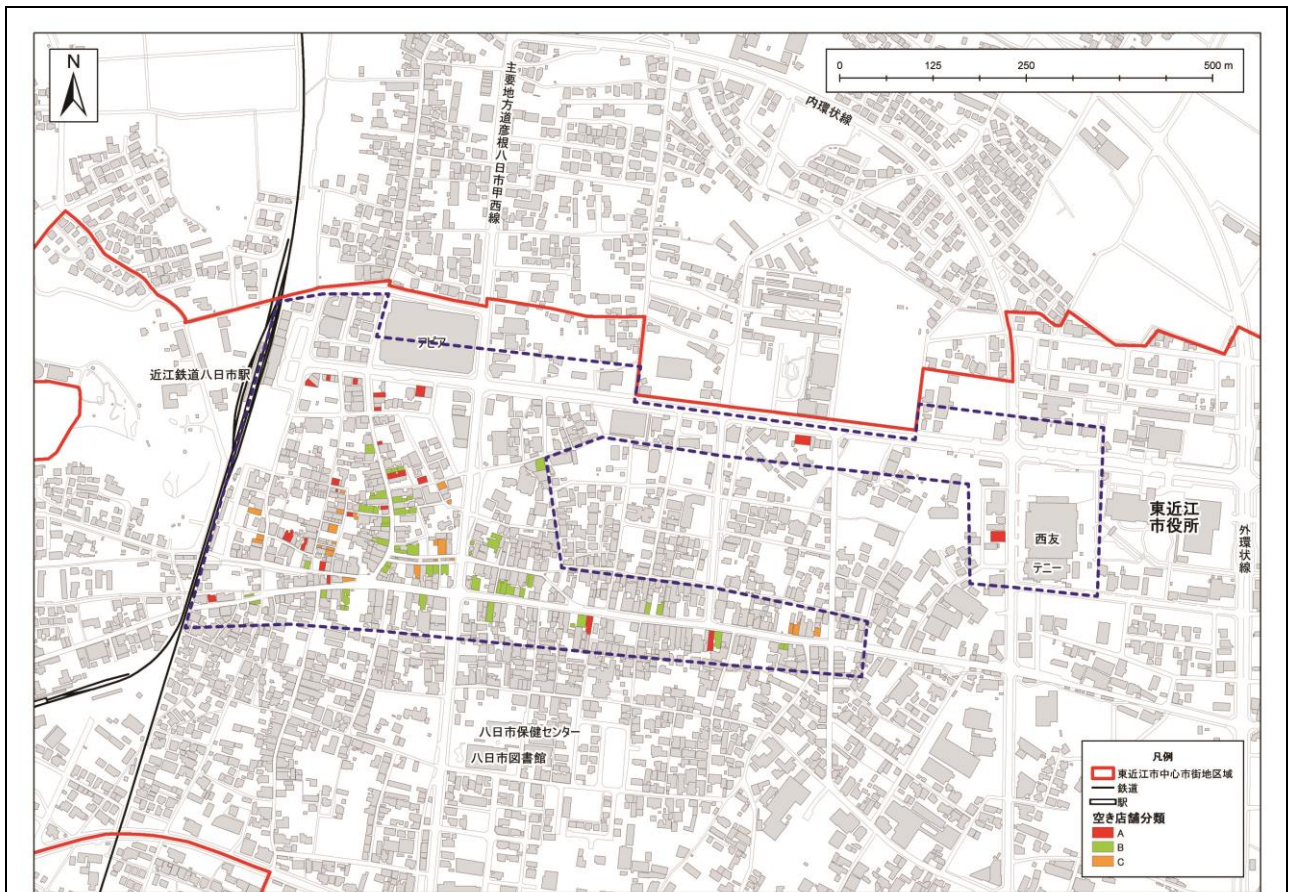 N
0 125 250 500 m
主要地方道彦根八日市甲西線
内環状線
アピア
近江鉄道八日市駅
西友
テニー
東近江
市役所
外環状線
八日市保健センター
八日市図書館
凡例
東近江市中心市街地区域
鉄道
駅
空き店舗分類
A
B
C